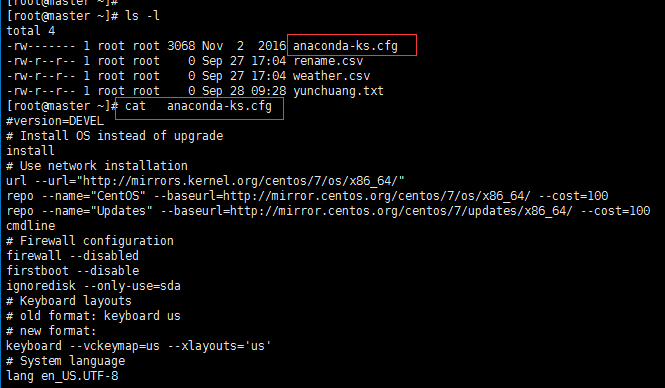 [root@master ~]#
[root@master ~]# ls -l
total 4
-rw------- 1 root root 3068 Nov  2  2016 anaconda-ks.cfg
-rw-r--r-- 1 root root    0 Sep 27 17:04 rename.csv
-rw-r--r-- 1 root root    0 Sep 27 17:04 weather.csv
-rw-r--r-- 1 root root    0 Sep 28 09:28 yunchuang.txt
[root@master ~]# cat   anaconda-ks.cfg
#version=DEVEL
# Install OS instead of upgrade
install
# Use network installation
url --url="http://mirrors.kernel.org/centos/7/os/x86_64/"
repo --name="CentOS" --baseurl=http://mirror.centos.org/centos/7/os/x86_64/ --cost=100
repo --name="Updates" --baseurl=http://mirror.centos.org/centos/7/updates/x86_64/ --cost=100
cmdline
# Firewall configuration
firewall --disabled
firstboot --disable
ignoredisk --only-use=sda
# Keyboard layouts
# old format: keyboard us
# new format:
keyboard --vckeymap=us --xlayouts='us'
# System language
lang en_US.UTF-8